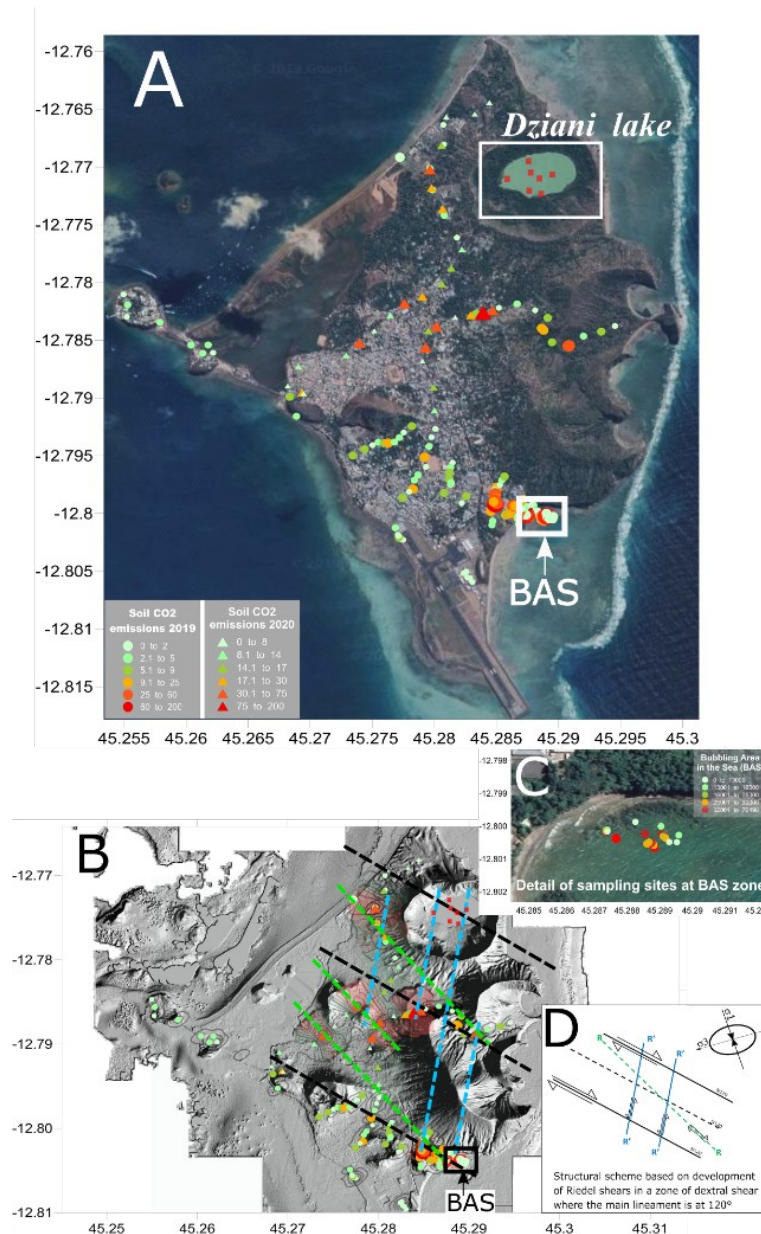 A
Dziani lake
-12.76
-12.765
-12.77
-12.775
-12.78
-12.785
-12.79
-12.795
-12.8
-12.805
-12.81
-12.815
BAS
Soil CO2
emissions 2019
0 to 2
2.1 to 5
5.1 to 9
9.1 to 25
25 to 60
60 to 200
Soil CO2
emissions 2020
0 to 8
8.1 to 14
14.1 to 17
17.1 to 30
30.1 to 75
75 to 200
45.255 45.26 45.265 45.27 45.275 45.28 45.285 45.29 45.295 45.3
C
Bubbling Area
in the Sea (BAS)
-12.798
-12.799
-12.800
-12.801
-12.802
Detail of sampling sites at BAS zone
45.285 45.286 45.287 45.288 45.289 45.290 45.291
B
-12.77
-12.78
-12.79
-12.80
-12.81
BAS
45.25 45.26 45.27 45.28 45.29 45.3 45.31
D
R R' R'
R' R' R
Structural scheme based on development
of Riedel shears in a zone of dextral shear
where the main lineament is at 120°